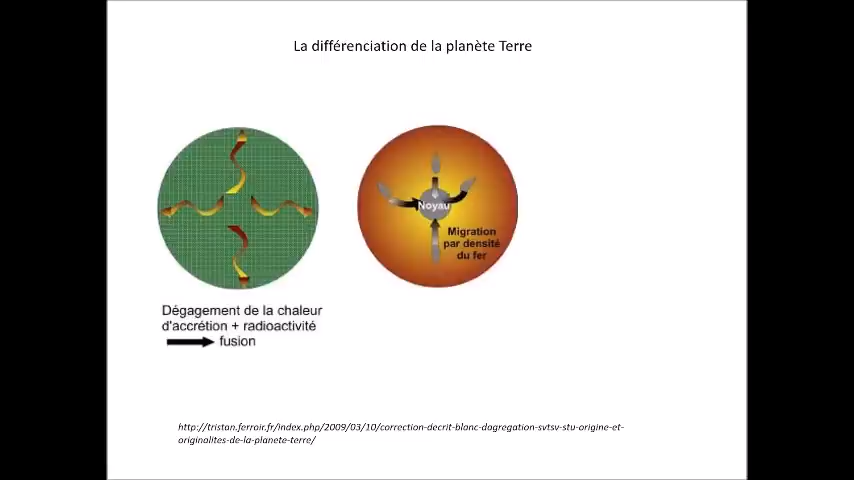 La différenciation de la planète Terre
Noyau
Migration
par densité
du fer
Dégagement de la chaleur
d'accrétion + radioactivité
fusion
http://tristan.ferroir.fr/index.php/2009/03/10/correction-decrit-blanc-dagregation-svtsv-stu-origine-et-
originalites-de-la-planete-terre/